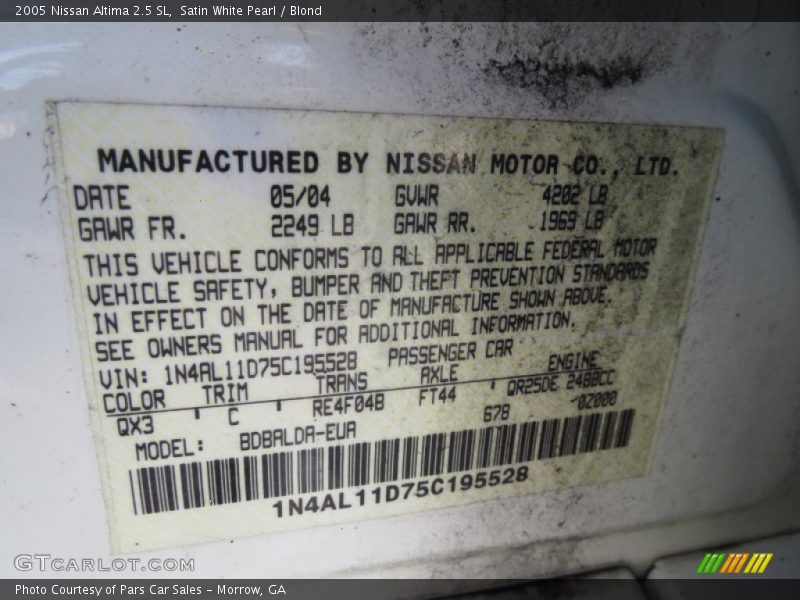 2005 Nissan Altima 2.5 SL, Satin White Pearl / Blond
MANUFACTURED BY NISSAN MOTOR CO., LTD.
DATE 05/04 GVWR 4202 LB
GAWR FR. 2249 LB GAWR RR. 1969 LB
THIS VEHICLE CONFORMS TO ALL APPLICABLE FEDERAL MOTOR
VEHICLE SAFETY, BUMPER AND THEFT PREVENTION STANDARDS
IN EFFECT ON THE DATE OF MANUFACTURE SHOWN ABOVE.
SEE OWNERS MANUAL FOR ADDITIONAL INFORMATION.
VIN: 1N4AL11D75C195528 PASSENGER CAR
COLOR TRIM TRANS AXLE ENGINE
QX3 C RE4F04B FT44 QR25DE 2488CC
678 0Z000
MODEL: BDBALDA-EUA
1N4AL11D75C195528
GTcarlot.com
Photo Courtesy of Pars Car Sales - Morrow, GA